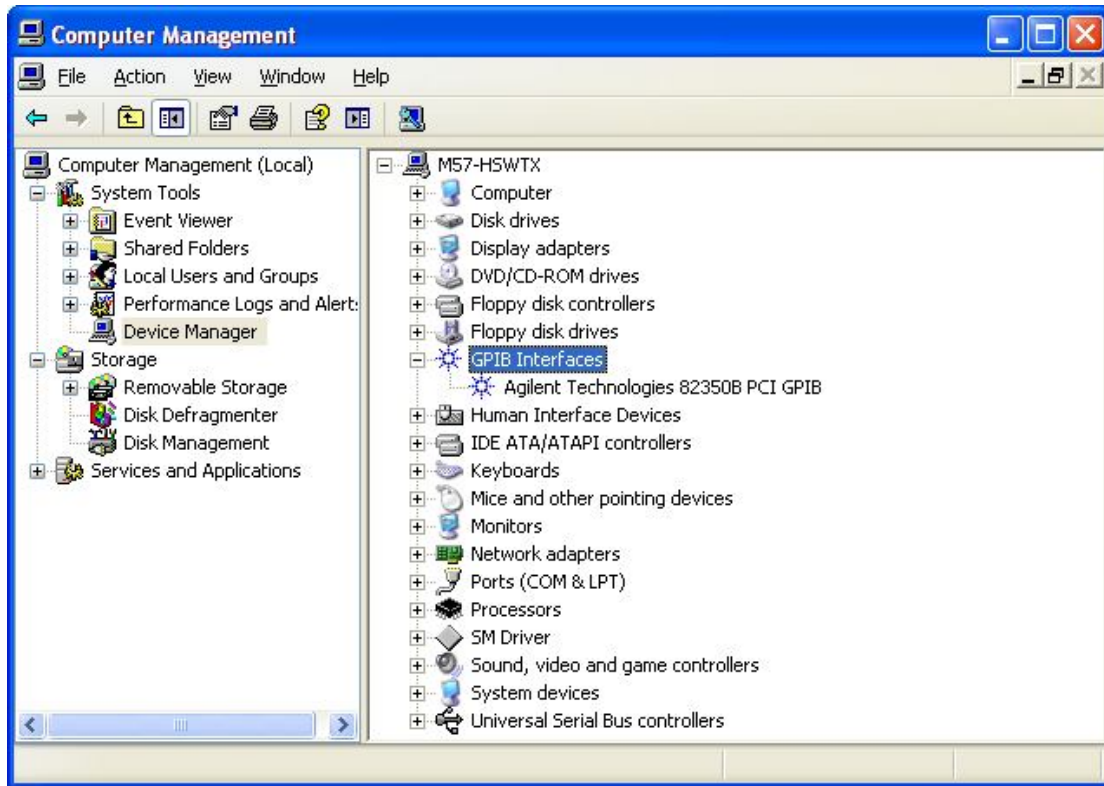 Computer Management
File Action View Window Help
Computer Management (Local)
System Tools
Event Viewer
Shared Folders
Local Users and Groups
Performance Logs and Alert
Device Manager
Storage
Removable Storage
Disk Defragmenter
Disk Management
Services and Applications
M57-HSWTX
Computer
Disk drives
Display adapters
DVD/CD-ROM drives
Floppy disk controllers
Floppy disk drives
GPIB Interfaces
Agilent Technologies 82350B PCI GPIB
Human Interface Devices
IDE ATA/ATAPI controllers
Keyboards
Mice and other pointing devices
Monitors
Network adapters
Ports (COM & LPT)
Processors
SM Driver
Sound, video and game controllers
System devices
Universal Serial Bus controllers